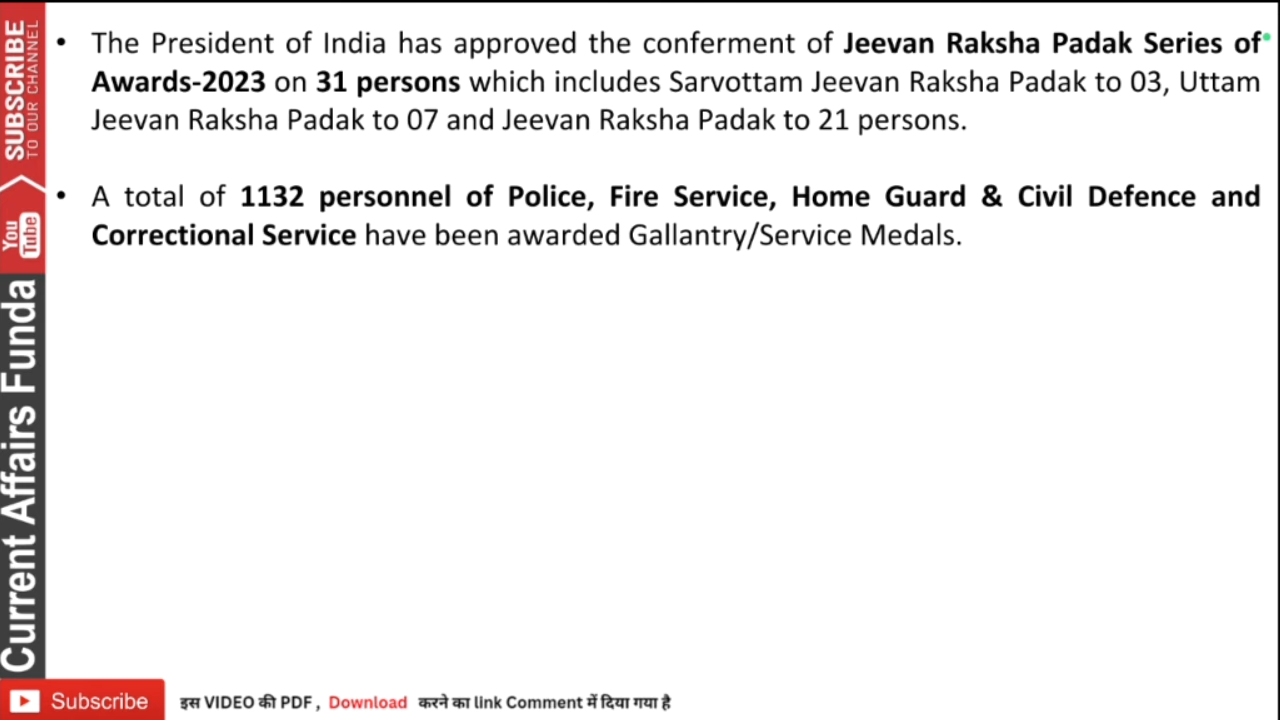 • The President of India has approved the conferment of Jeevan Raksha Padak Series of
Awards-2023 on 31 persons which includes Sarvottam Jeevan Raksha Padak to 03, Uttam
Jeevan Raksha Padak to 07 and Jeevan Raksha Padak to 21 persons.
• A total of 1132 personnel of Police, Fire Service, Home Guard & Civil Defence and
Correctional Service have been awarded Gallantry/Service Medals.
SUBSCRIBE
TO OUR CHANNEL
You
Tube
Current Affairs Funda
Subscribe
इस VIDEO की PDF , Download करने का link Comment में दिया गया है